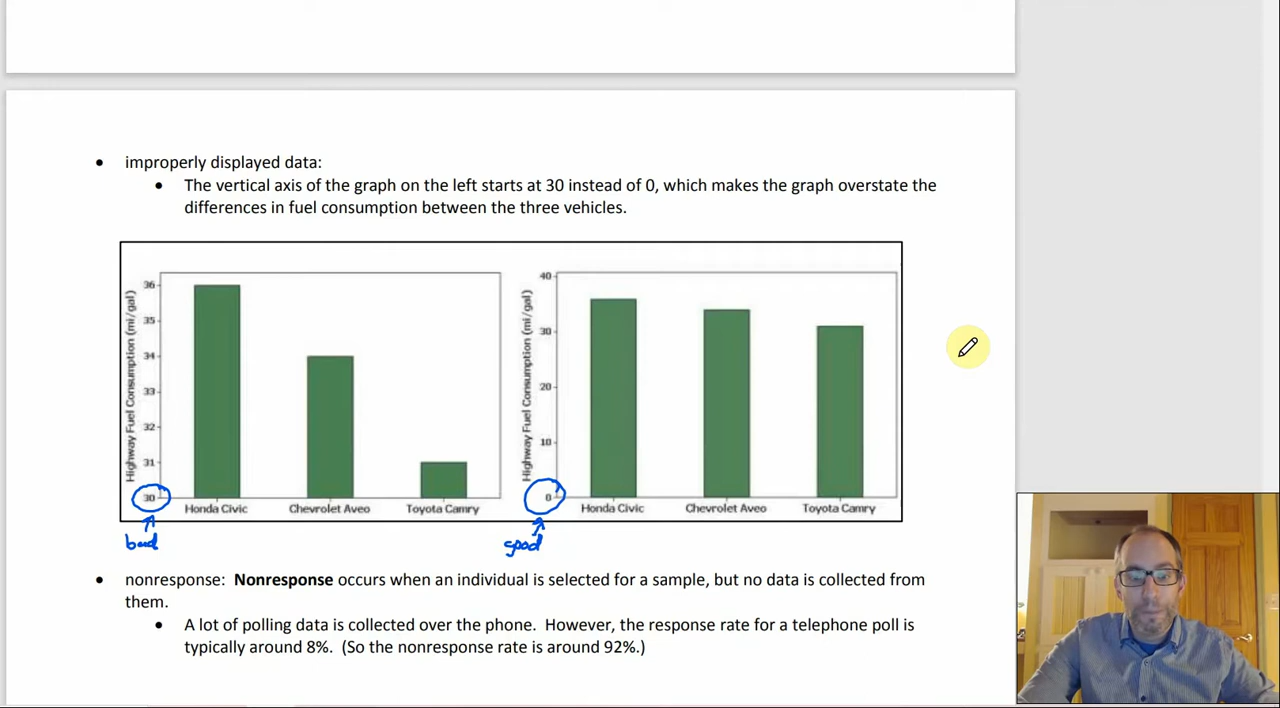 improperly displayed data:
The vertical axis of the graph on the left starts at 30 instead of 0, which makes the graph overstate the
differences in fuel consumption between the three vehicles.
Highway Fuel Consumption (mi/gal)
36
35
34
33
32
31
30
Honda Civic Chevrolet Aveo Toyota Camry
bad
Highway Fuel Consumption (mi/gal)
40
30
20
10
0
Honda Civic Chevrolet Aveo Toyota Camry
good
nonresponse: Nonresponse occurs when an individual is selected for a sample, but no data is collected from
them.
A lot of polling data is collected over the phone. However, the response rate for a telephone poll is
typically around 8%. (So the nonresponse rate is around 92%.)